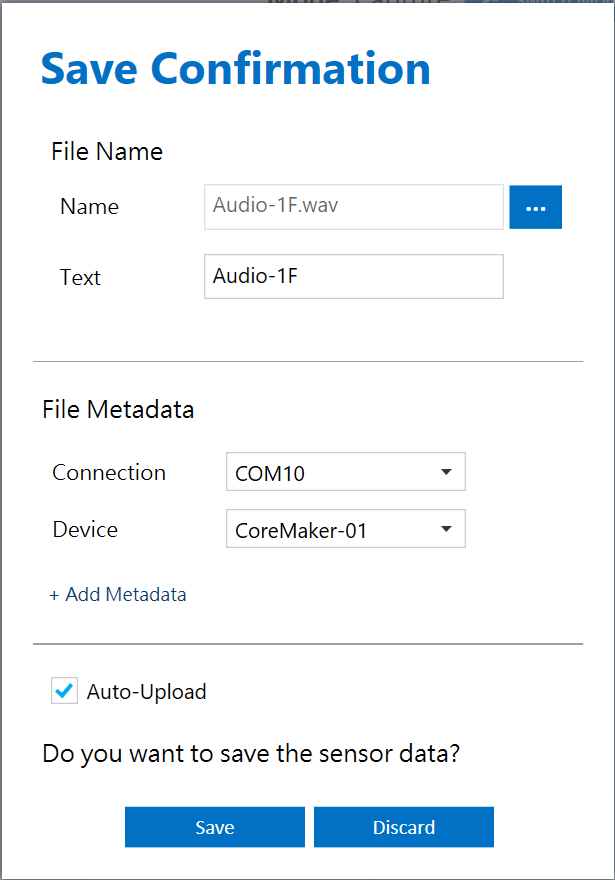 Save Confirmation
File Name
Name Audio-1F.wav ...
Text Audio-1F
File Metadata
Connection COM10
Device CoreMaker-01
+ Add Metadata
Auto-Upload
Do you want to save the sensor data?
Save Discard